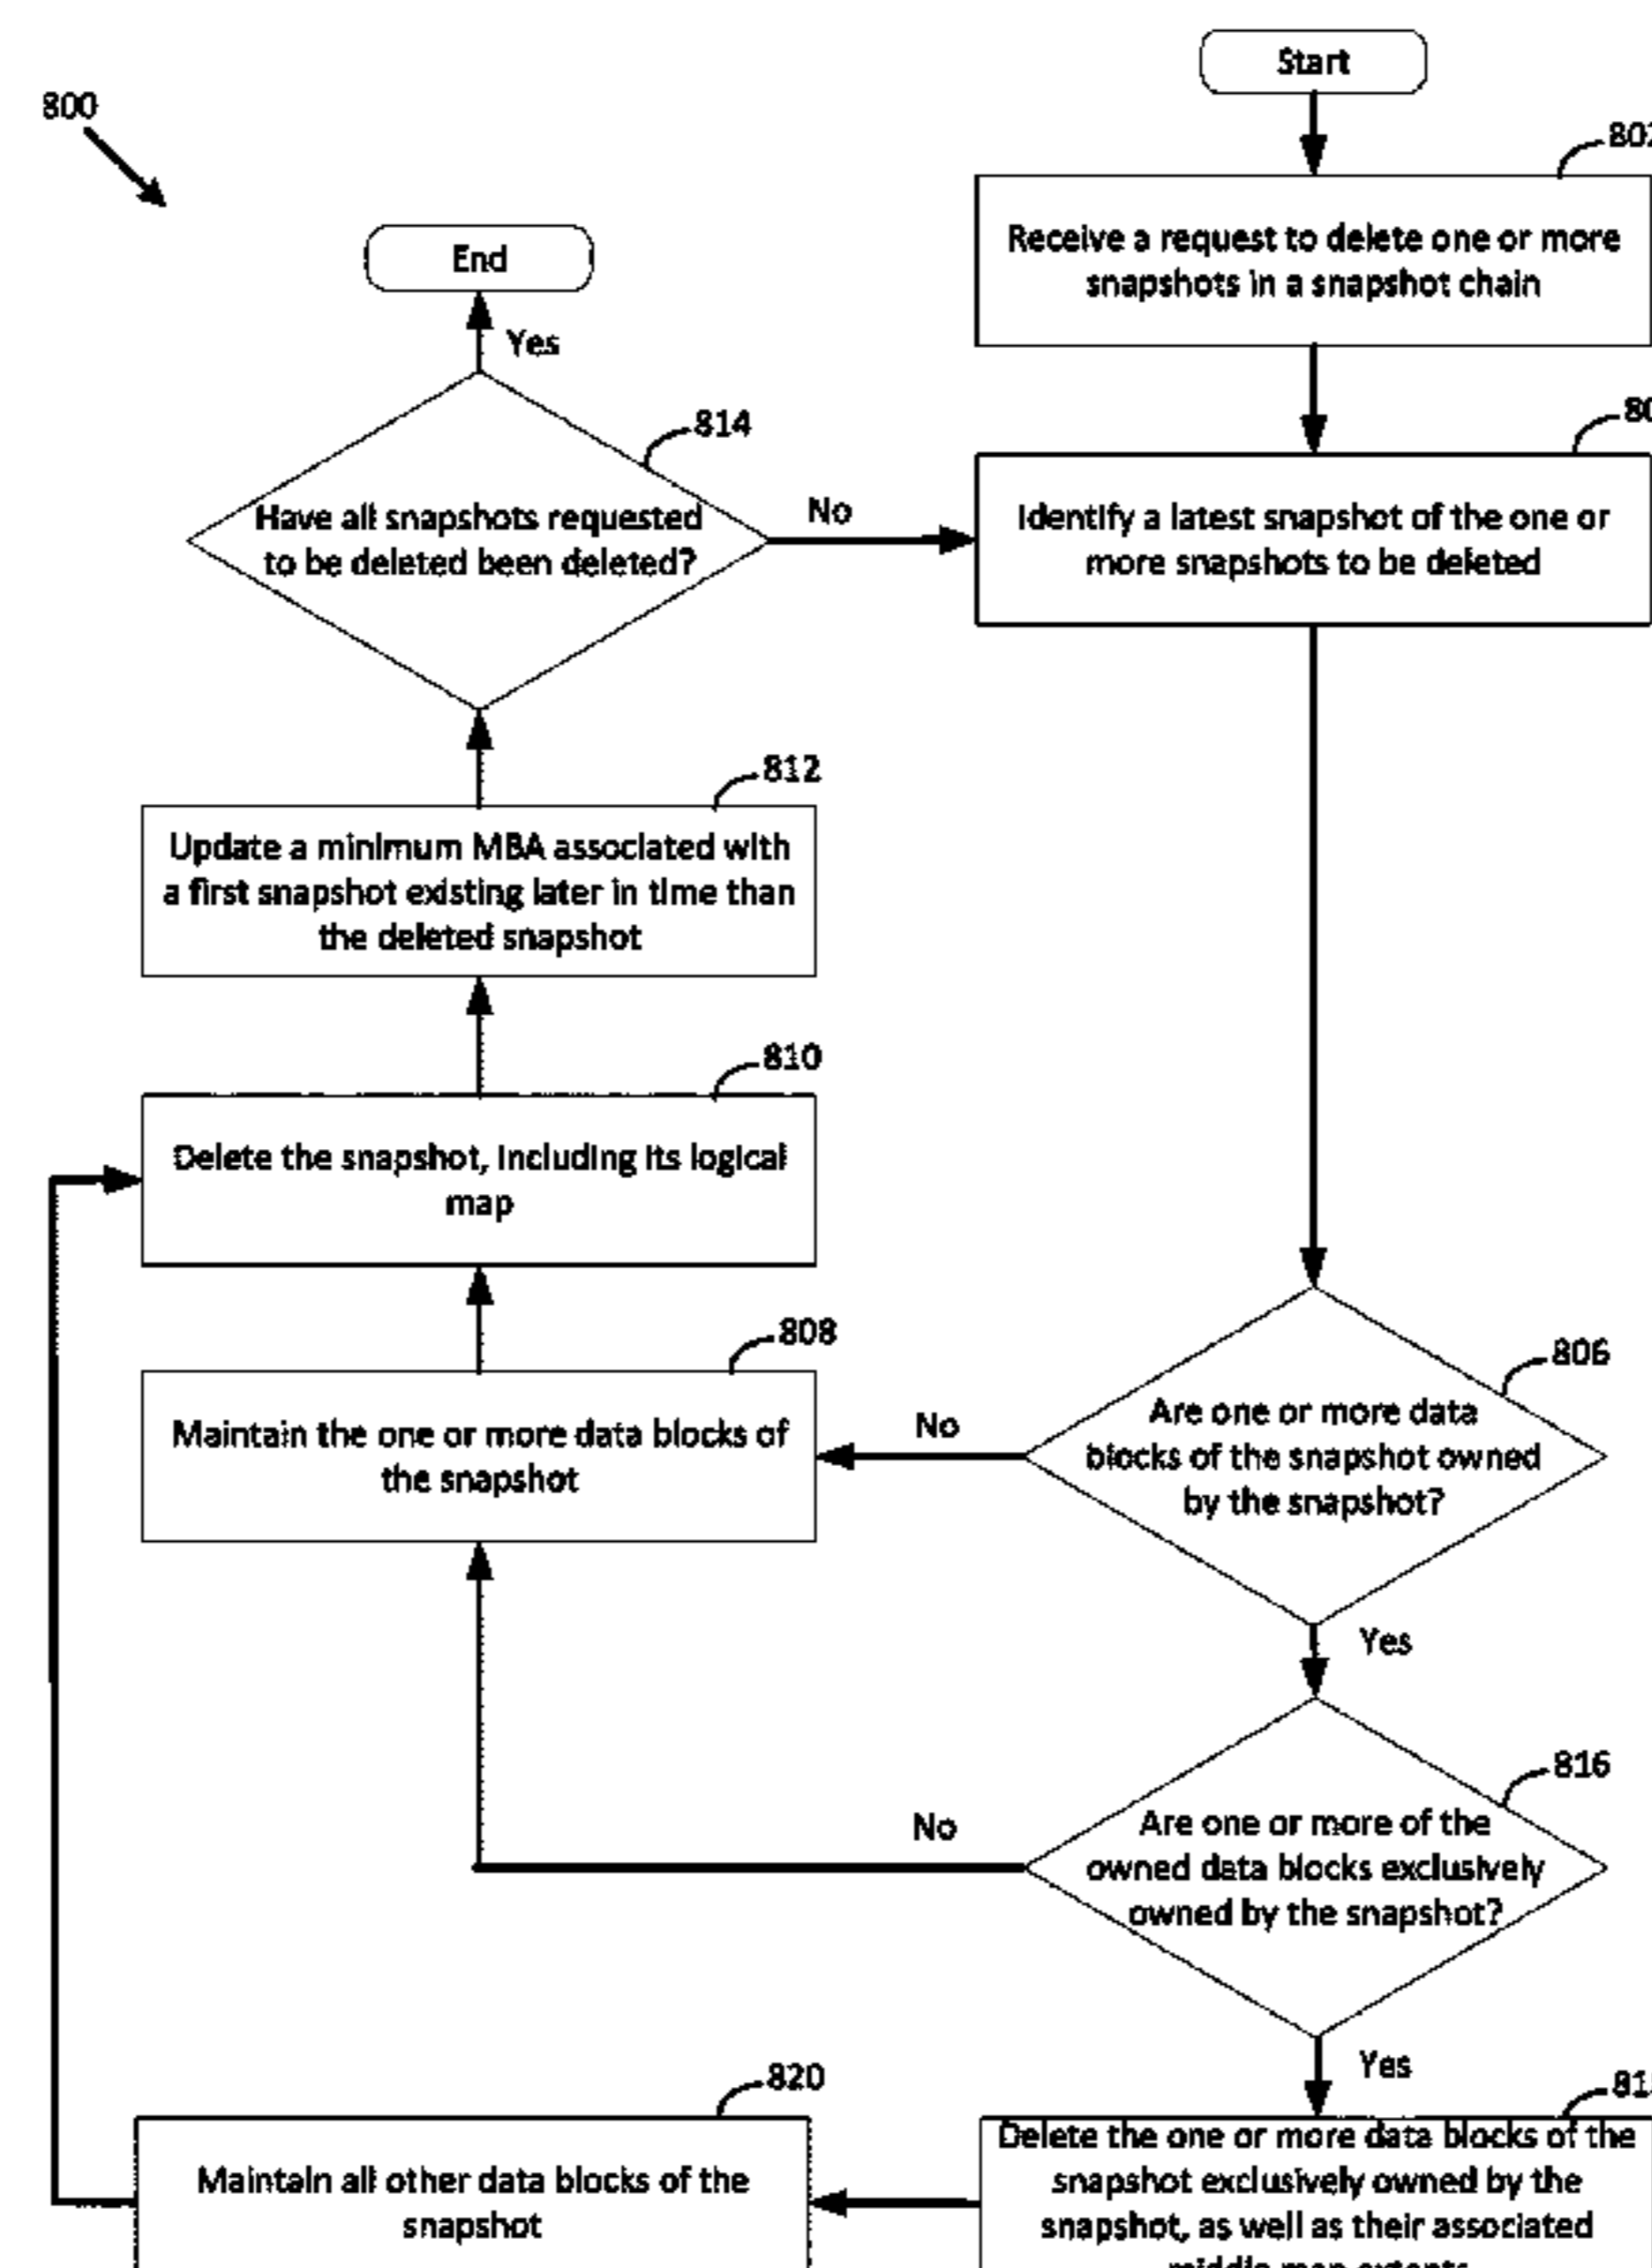 Start
800
802
Receive a request to delete one or more
snapshots in a snapshot chain
End
Yes
814
80
Have all snapshots requested
to be deleted been deleted?
No
Identify a latest snapshot of the one or
more snapshots to be deleted
812
Update a minimum MBA associated with
a first snapshot existing later in time than
the deleted snapshot
810
Delete the snapshot, including its logical
map
808
Maintain the one or more data blocks of
the snapshot
No
806
Are one or more data
blocks of the snapshot owned
by the snapshot?
Yes
816
Are one or more of the
owned data blocks exclusively
owned by the snapshot?
No
Yes
820
Maintain all other data blocks of the
snapshot
81
Delete the one or more data blocks of the
snapshot exclusively owned by the
snapshot, as well as their associated
middle map extents